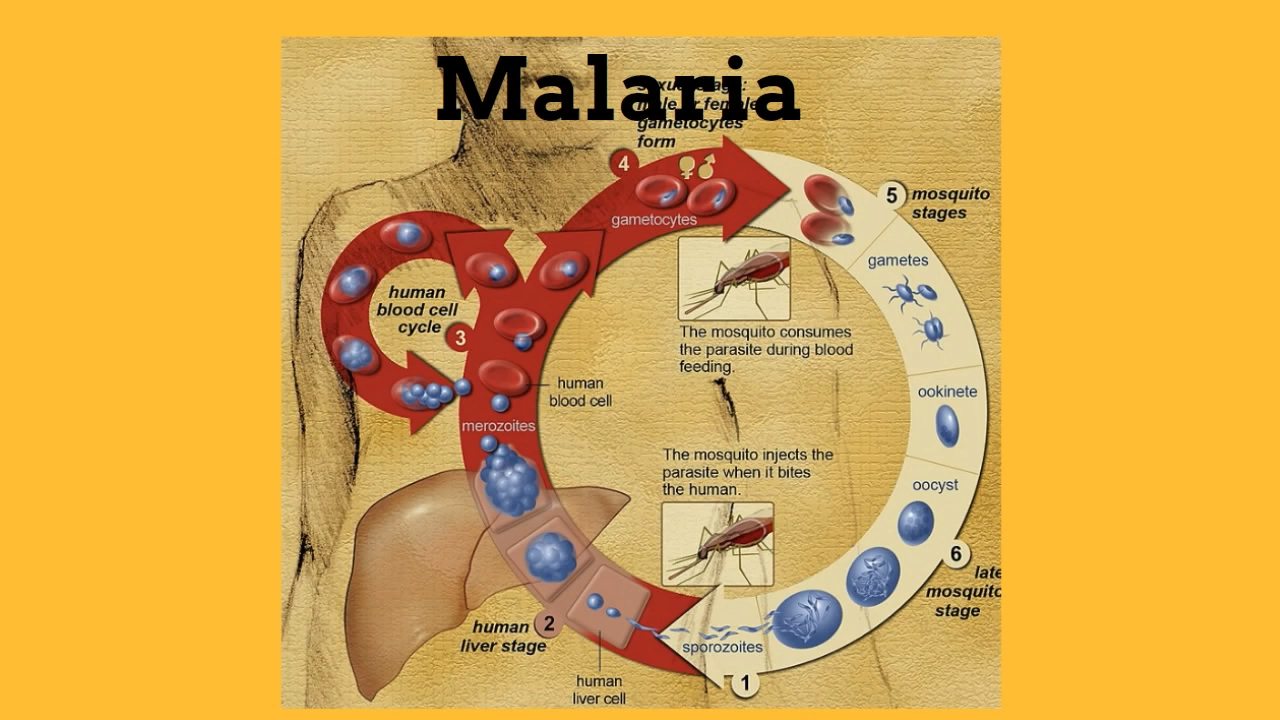 Malaria
gametocytes
form
4
gametocytes
5
mosquito
stages
gametes
human
blood cell
cycle
3
The mosquito consumes
the parasite during blood
feeding.
human
blood cell
merozoites
ookinete
The mosquito injects the
parasite when it bites
the human.
oocyst
6
late
mosquito
stage
human
liver stage
2
sporozoites
1
human
liver cell